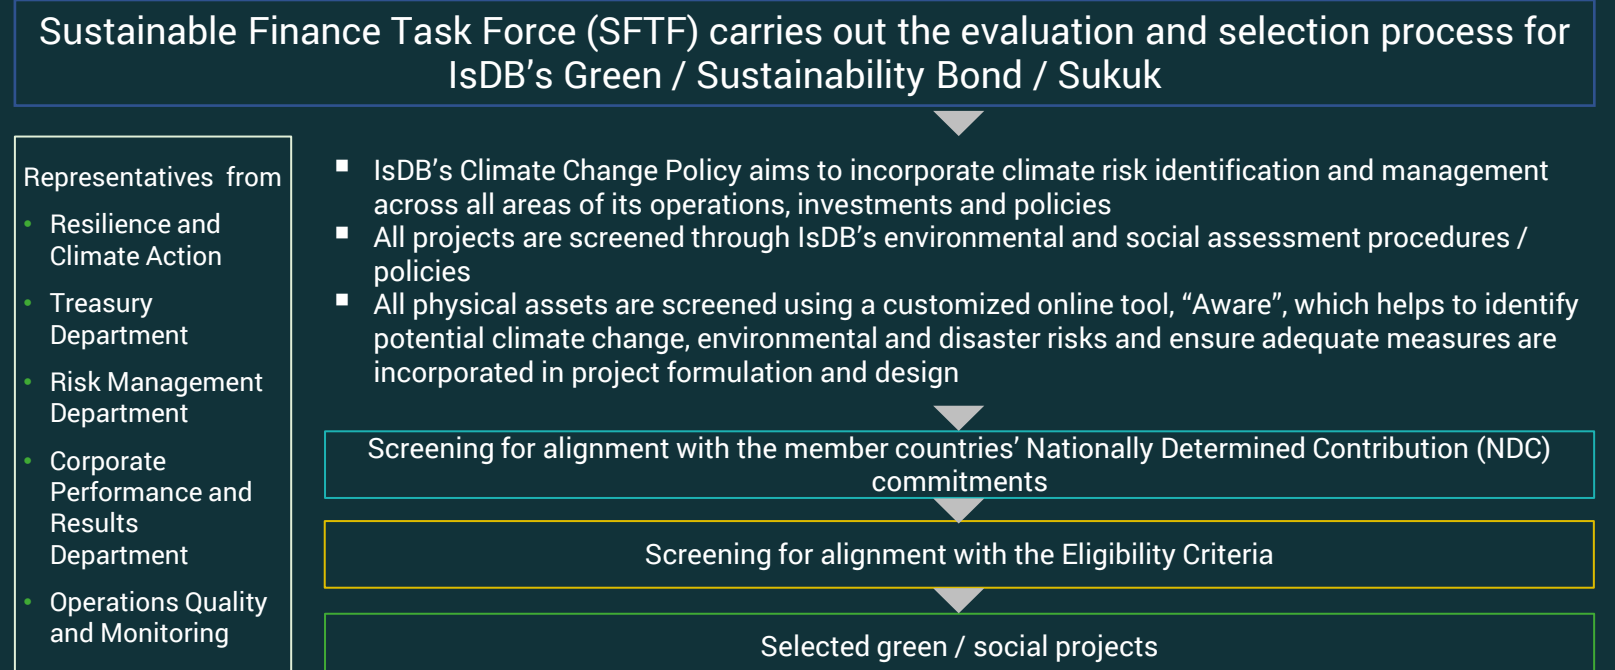 Sustainable Finance Task Force (SFTF) carries out the evaluation and selection process for
IsDB's Green / Sustainability Bond / Sukuk
Representatives from
• Resilience and
Climate Action
• Treasury
Department
• Risk Management
Department
• Corporate
Performance and
Results
Department
• Operations Quality
and Monitoring
▪ IsDB's Climate Change Policy aims to incorporate climate risk identification and management
across all areas of its operations, investments and policies
▪ All projects are screened through IsDB's environmental and social assessment procedures /
policies
▪ All physical assets are screened using a customized online tool, “Aware”, which helps to identify
potential climate change, environmental and disaster risks and ensure adequate measures are
incorporated in project formulation and design
Screening for alignment with the member countries' Nationally Determined Contribution (NDC)
commitments
Screening for alignment with the Eligibility Criteria
Selected green / social projects